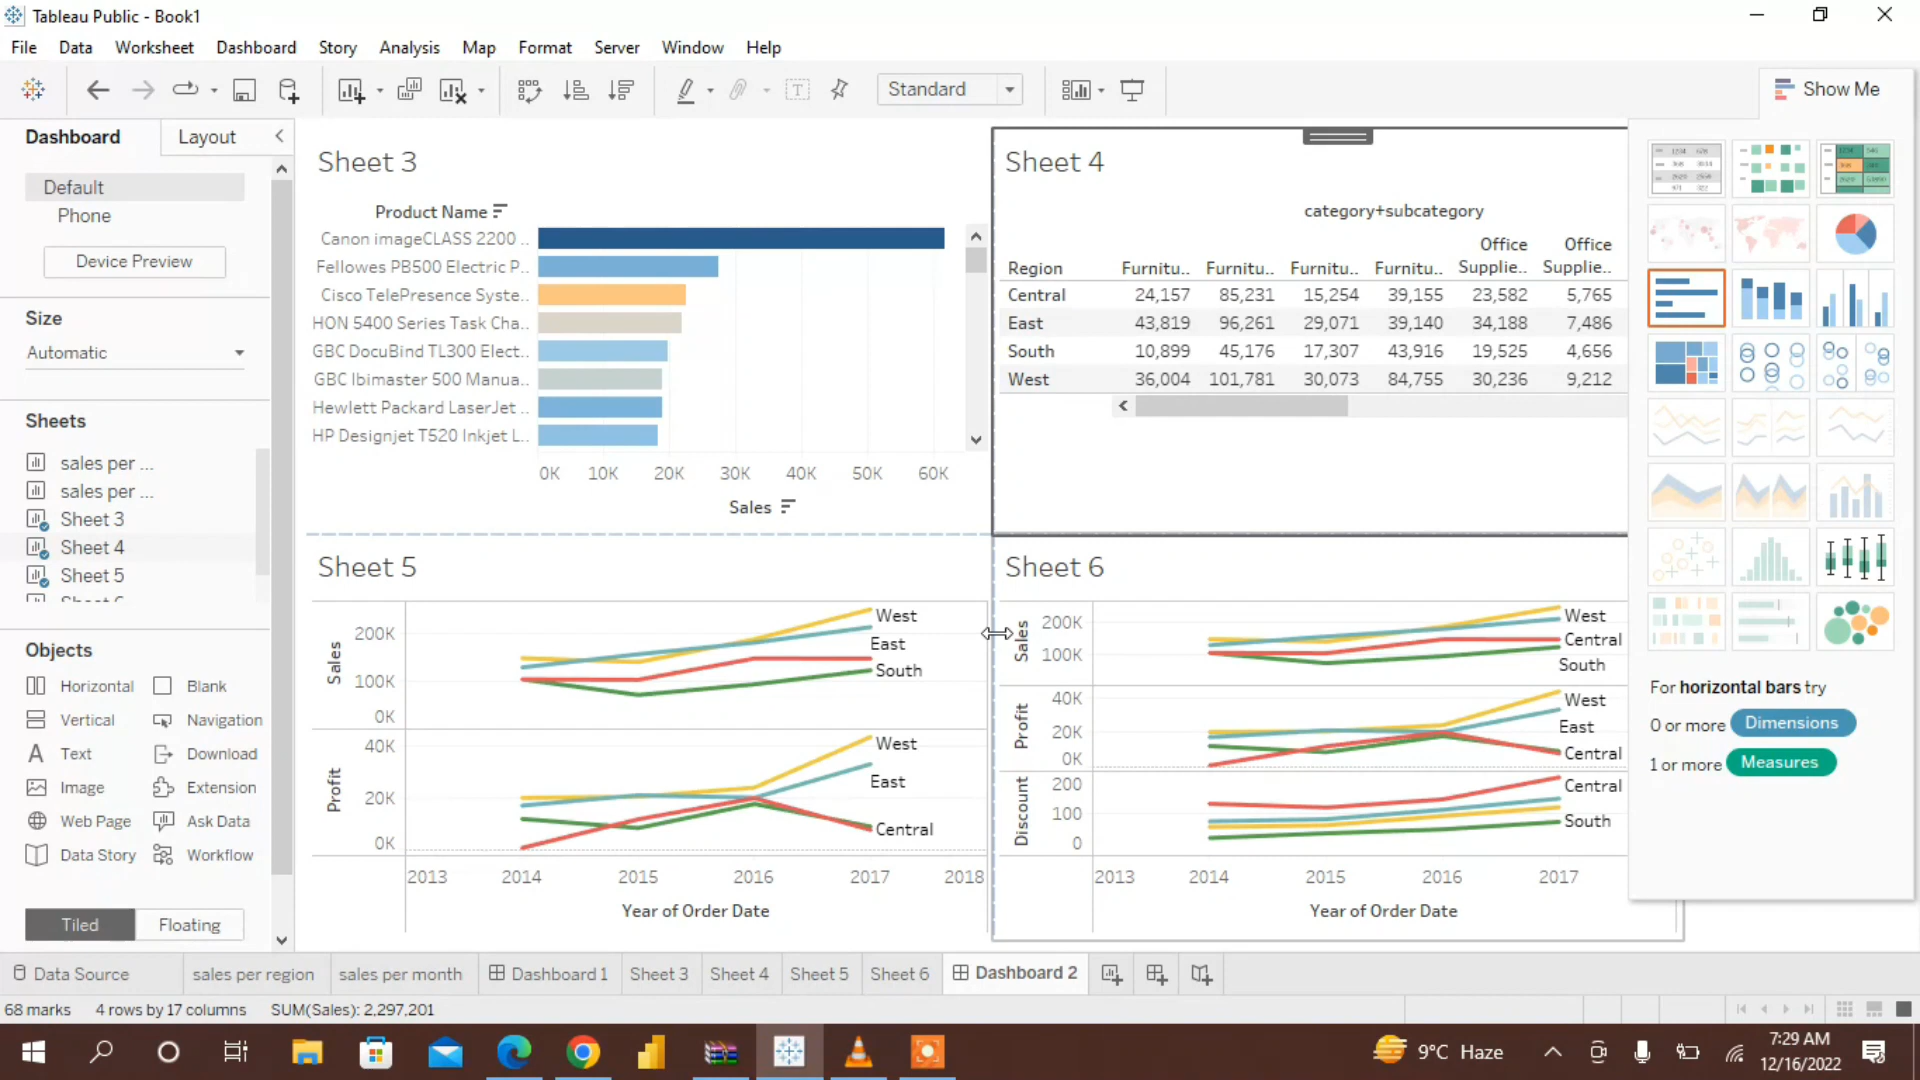 Tableau Public - Book1
File Data Worksheet Dashboard Story Analysis Map Format Server Window Help
Standard
Show Me
Dashboard
Layout
Default
Phone
Device Preview
Size
Automatic
Sheets
sales per ...
sales per ...
Sheet 3
Sheet 4
Sheet 5
Objects
Horizontal Blank
Vertical Navigation
Text Download
Image Extension
Web Page Ask Data
Data Story Workflow
Tiled Floating
Sheet 3
Product Name
Canon imageCLASS 2200 ..
Fellowes PB500 Electric P..
Cisco TelePresence Syste..
HON 5400 Series Task Cha..
GBC DocuBind TL300 Elect..
GBC Ibimaster 500 Manua..
Hewlett Packard LaserJet ..
HP Designjet T520 Inkjet L..
0K 10K 20K 30K 40K 50K 60K
Sales
Sheet 4
category+subcategory
Office Office
Region Furnitu.. Furnitu.. Furnitu.. Furnitu.. Supplie.. Supplie..
Central 24,157 85,231 15,254 39,155 23,582 5,765
East 43,819 96,261 29,071 39,140 34,188 7,486
South 10,899 45,176 17,307 43,916 19,525 4,656
West 36,004 101,781 30,073 84,755 30,236 9,212
Sheet 5
Sales
200K
100K
0K
West
East
South
Profit
40K
20K
0K
West
East
Central
2013 2014 2015 2016 2017 2018
Year of Order Date
Sheet 6
Sales
200K
100K
West
Central
South
Profit
40K
20K
0K
West
East
Central
Discount
200
100
0
Central
South
2013 2014 2015 2016 2017
Year of Order Date
For horizontal bars try
0 or more Dimensions
1 or more Measures
Data Source sales per region sales per month Dashboard 1 Sheet 3 Sheet 4 Sheet 5 Sheet 6 Dashboard 2
68 marks 4 rows by 17 columns SUM(Sales): 2,297,201
9°C Haze
7:29 AM
12/16/2022